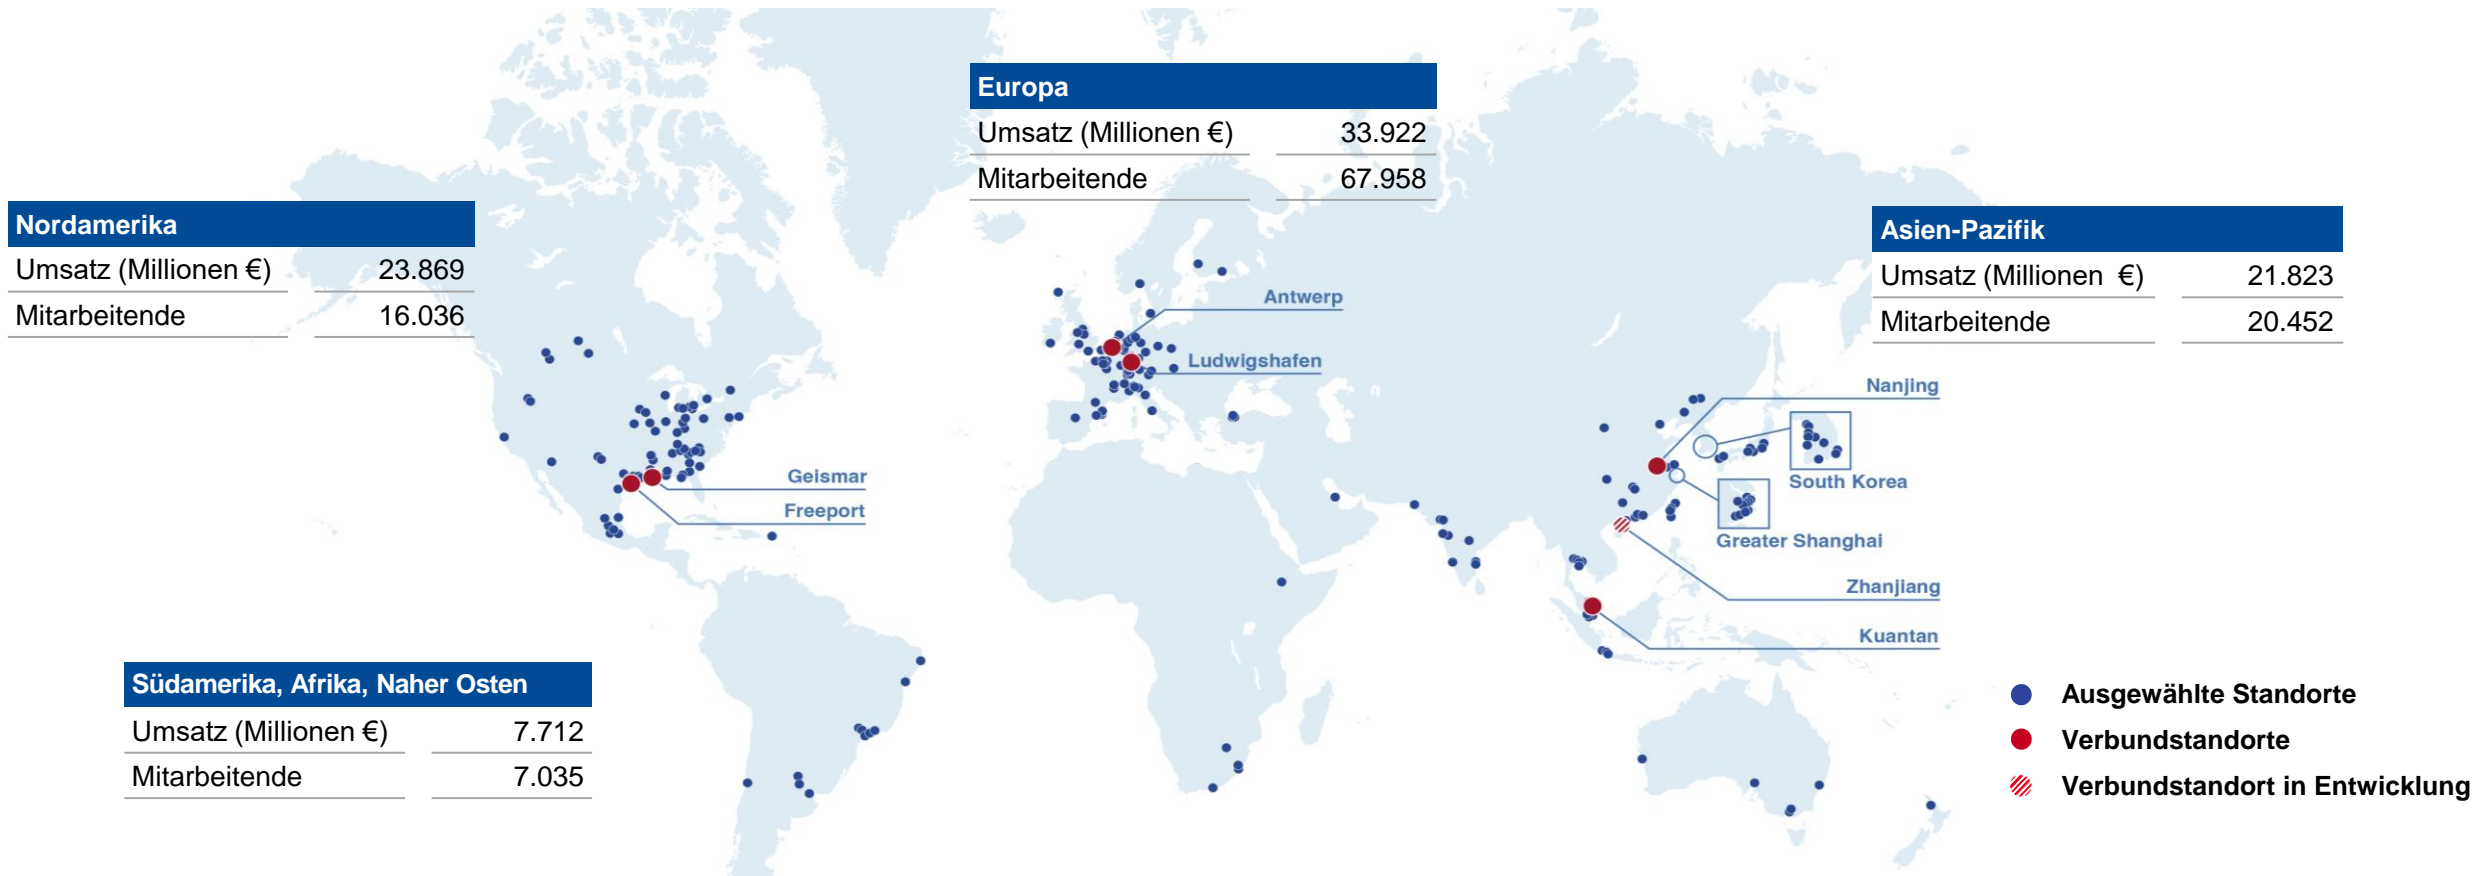 Europa
Umsatz (Millionen €) 33.922
Mitarbeitende 67.958
Nordamerika
Umsatz (Millionen €) 23.869
Mitarbeitende 16.036
Asien-Pazifik
Umsatz (Millionen €) 21.823
Mitarbeitende 20.452
Antwerp
Ludwigshafen
Nanjing
South Korea
Greater Shanghai
Geismar
Freeport
Zhanjiang
Kuantan
Südamerika, Afrika, Naher Osten
Umsatz (Millionen €) 7.712
Mitarbeitende 7.035
Ausgewählte Standorte
Verbundstandorte
Verbundstandort in Entwicklung